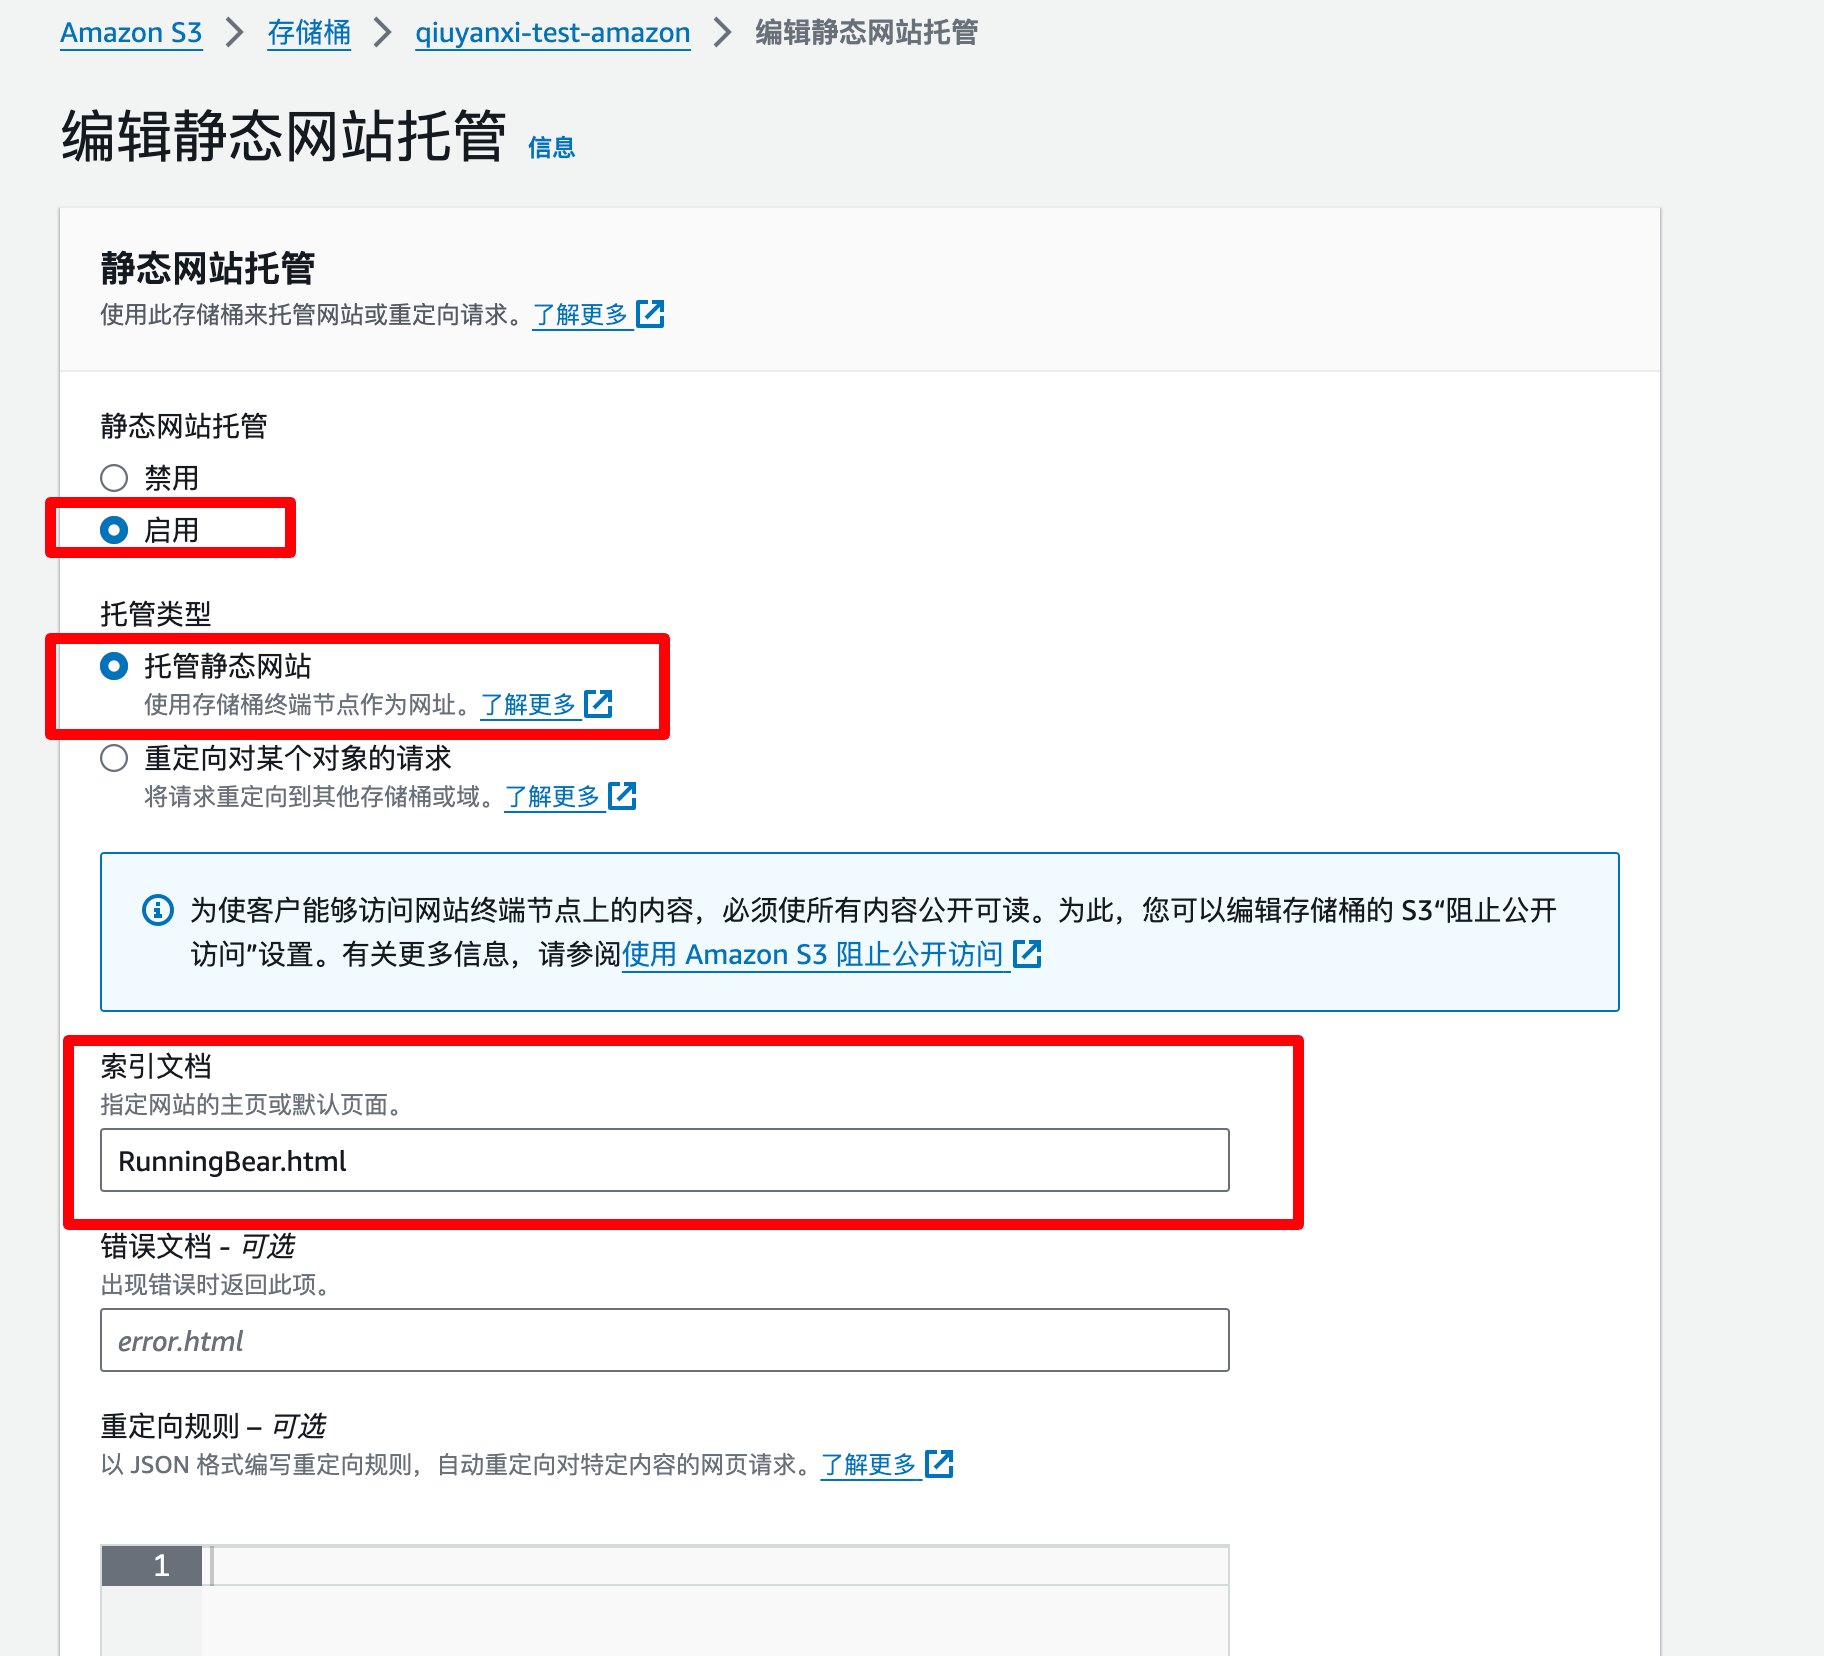 Amazon S3 > 存储桶 > qiuyanxi-test-amazon > 编辑静态网站托管
编辑静态网站托管 信息
静态网站托管
使用此存储桶来托管网站或重定向请求。了解更多
静态网站托管
禁用
启用
托管类型
托管静态网站
使用存储桶终端节点作为网址。了解更多
重定向对某个对象的请求
将请求重定向到其他存储桶或域。了解更多
为使客户能够访问网站终端节点上的内容，必须使所有内容公开可读。为此，您可以编辑存储桶的 S3“阻止公开
访问”设置。有关更多信息，请参阅使用 Amazon S3 阻止公开访问
索引文档
指定网站的主页或默认页面。
RunningBear.html
错误文档 - 可选
出现错误时返回此项。
error.html
重定向规则 – 可选
以 JSON 格式编写重定向规则，自动重定向对特定内容的网页请求。了解更多
1